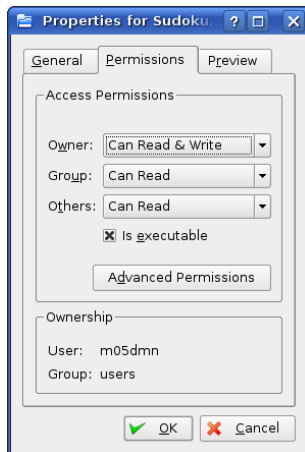 Properties for Sudoku.
General Permissions Preview
Access Permissions
Owner: Can Read & Write
Group: Can Read
Others: Can Read
Is executable
Advanced Permissions
Ownership
User: m05dmn
Group: users
OK Cancel